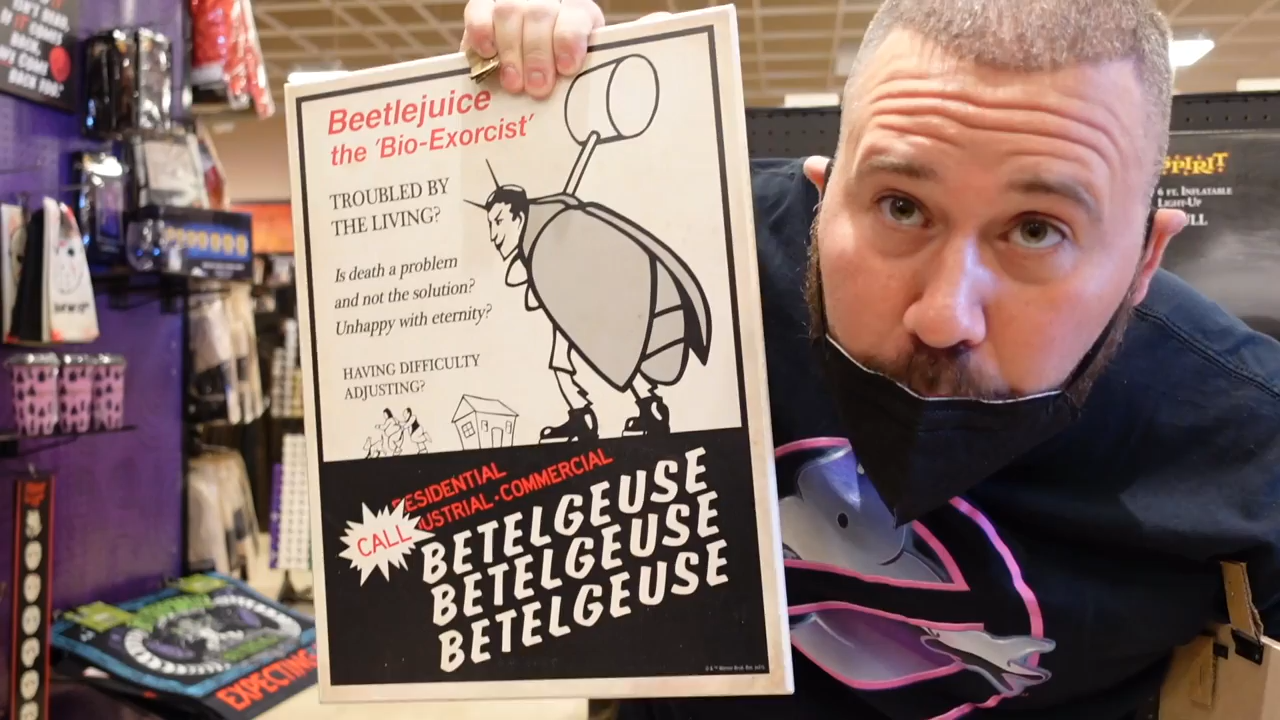 Beetlejuice
the 'Bio-Exorcist'
TROUBLED BY
THE LIVING?
Is death a problem
and not the solution?
Unhappy with eternity?
HAVING DIFFICULTY
ADJUSTING?
RESIDENTIAL
USTRIAL-COMMERCIAL
CALL
BETELGEUSE
BETELGEUSE
BETELGEUSE
EXPECTING
SPIRIT
6 FT. INFLATABLE
LIGHT-UP